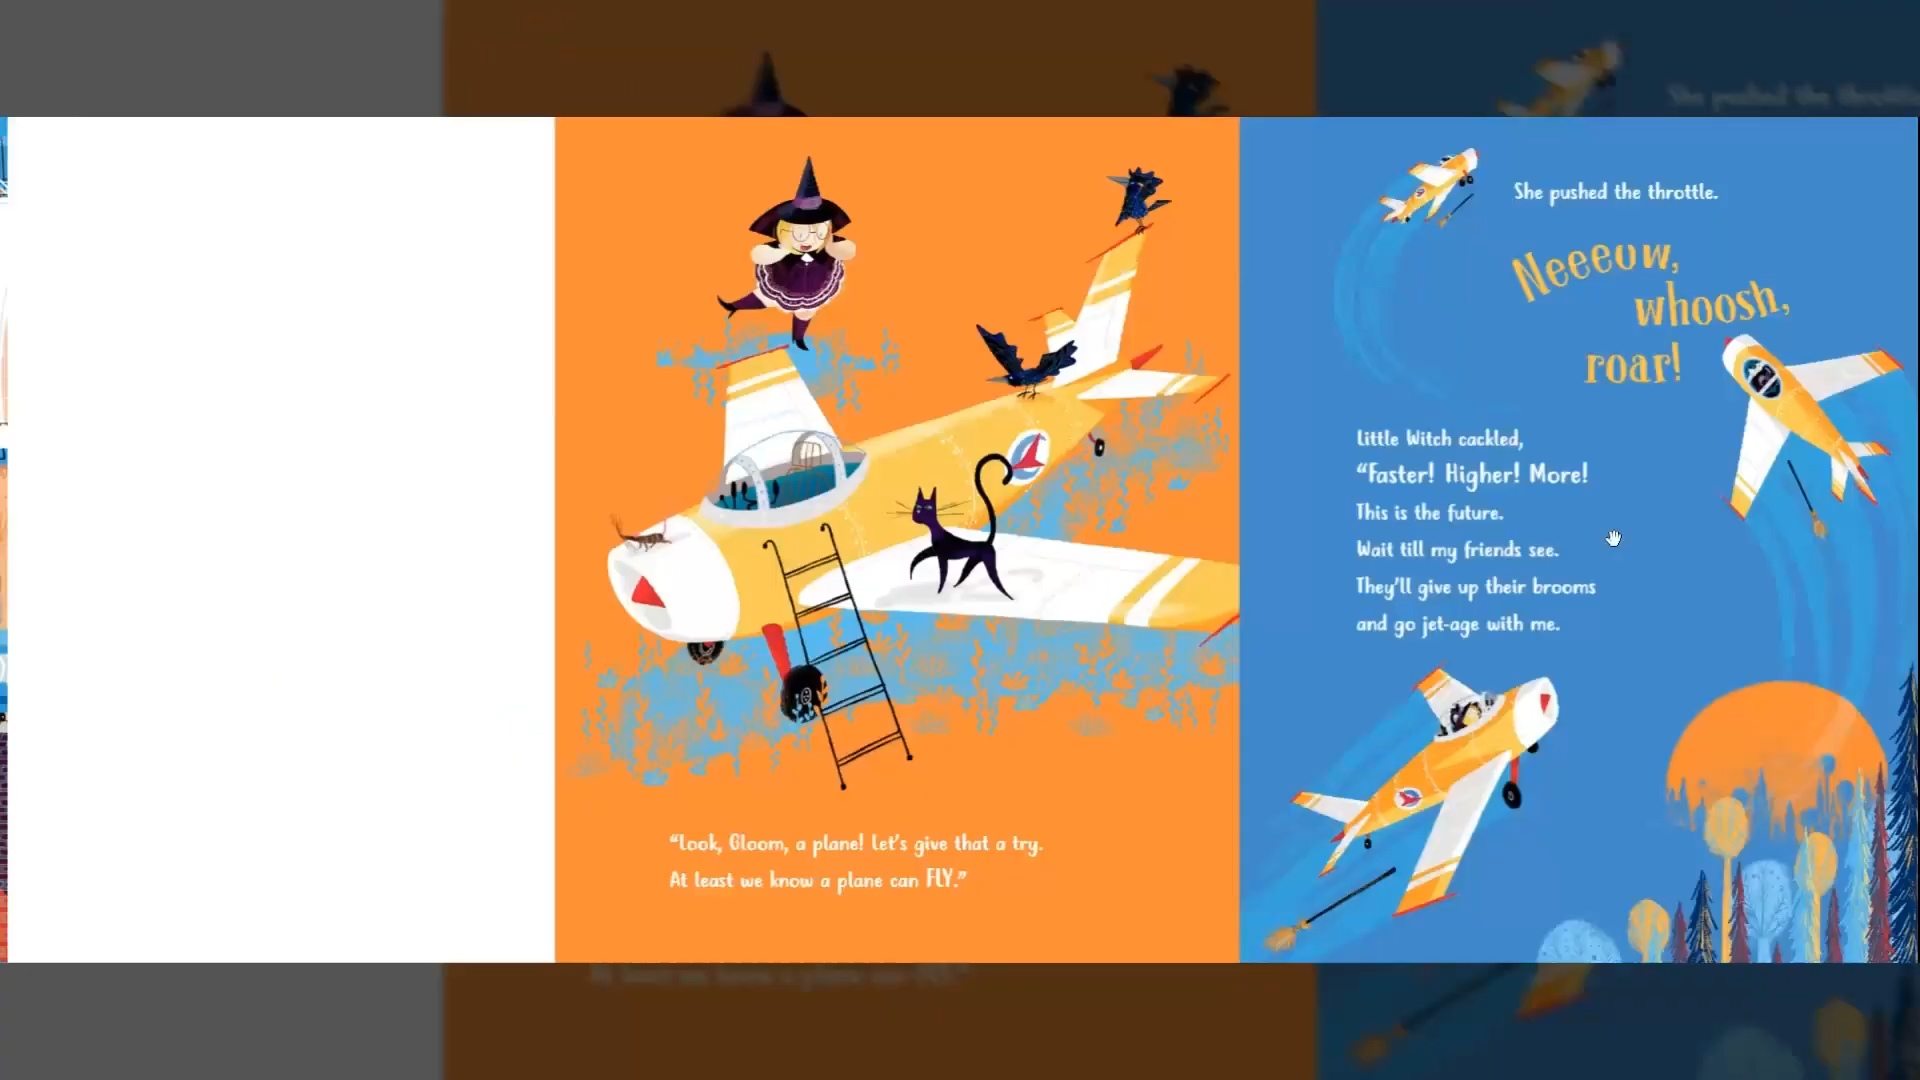 “Look, Gloom, a plane! Let’s give that a try.
At least we know a plane can FLY.”
She pushed the throttle.
Neeeow,
whoosh,
roar!
Little Witch cackled,
“Faster! Higher! More!
This is the future.
Wait till my friends see.
They’ll give up their brooms
and go jet-age with me.